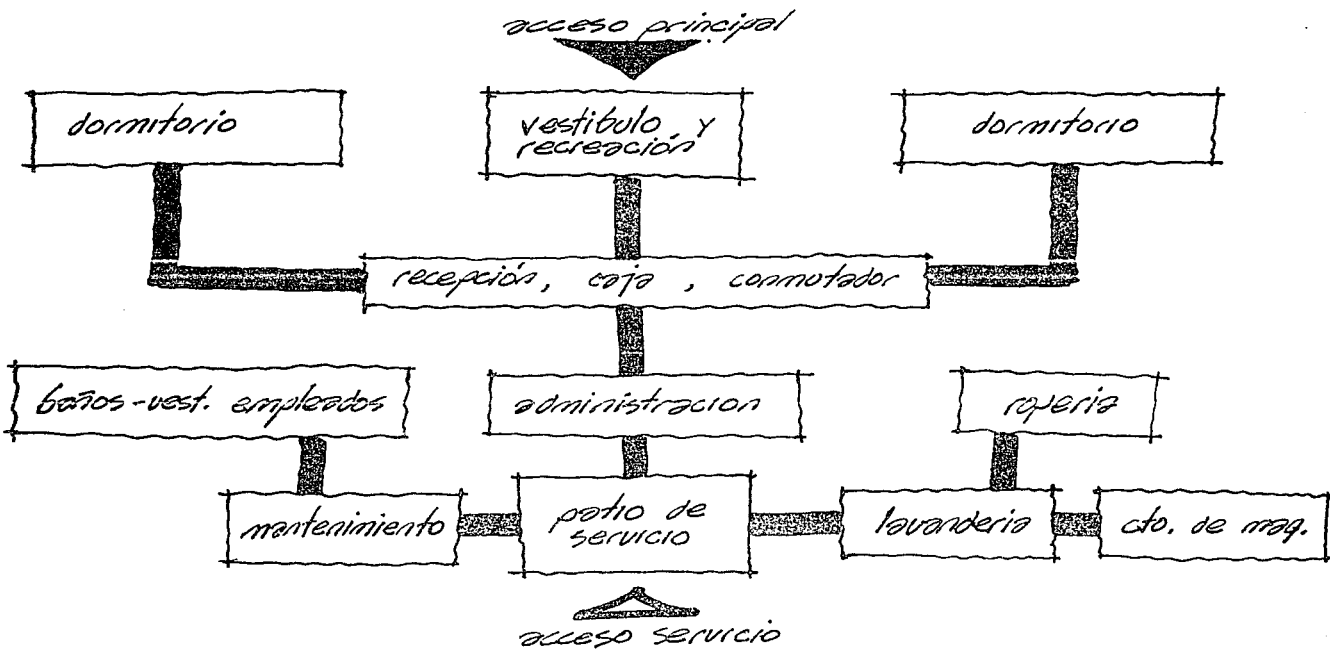 acceso principal
dormitorio
vestibulo y
recreación
dormitorio
recepción, caja, conmutador
baños-vest. empleados
administracion
roperia
mantenimiento
patio de
servicio
lavanderia
cto. de maq.
acceso servicio